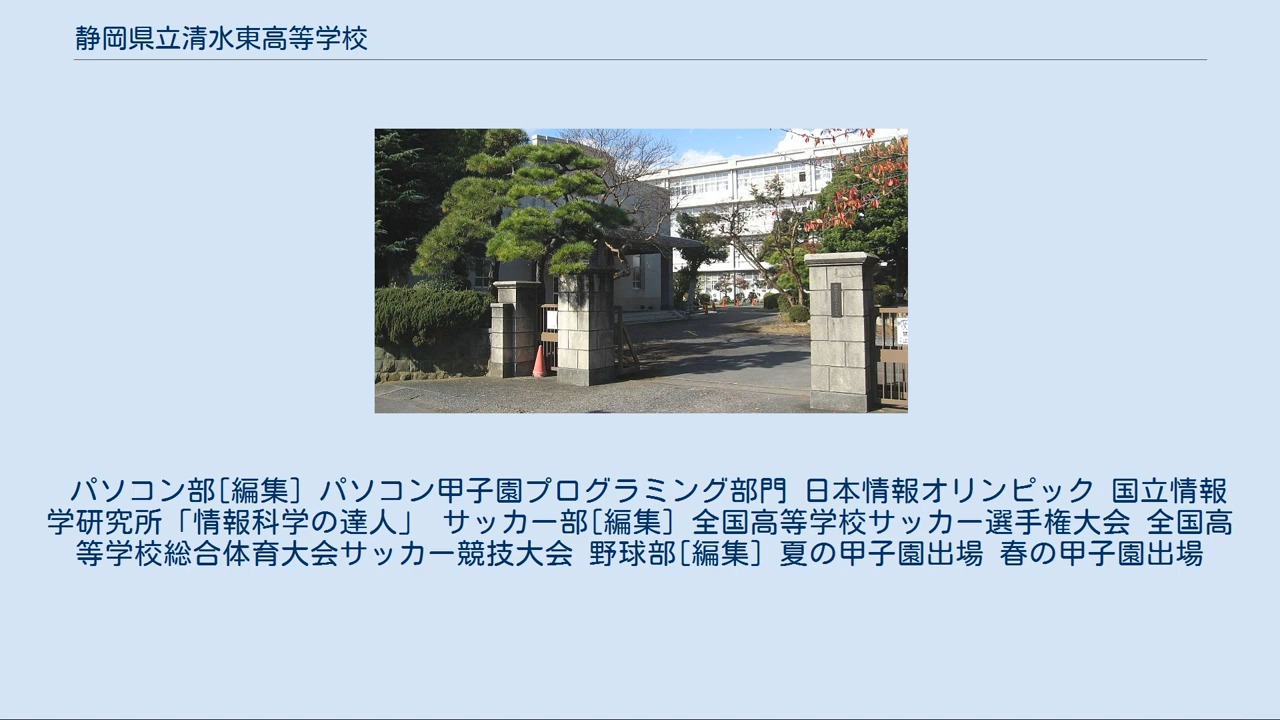 静岡県立清水東高等学校
パソコン部[編集] パソコン甲子園プログラミング部門 日本情報オリンピック 国立情報
学研究所「情報科学の達人」 サッカー部[編集] 全国高等学校サッカー選手権大会 全国高
等学校総合体育大会サッカー競技大会 野球部[編集] 夏の甲子園出場 春の甲子園出場